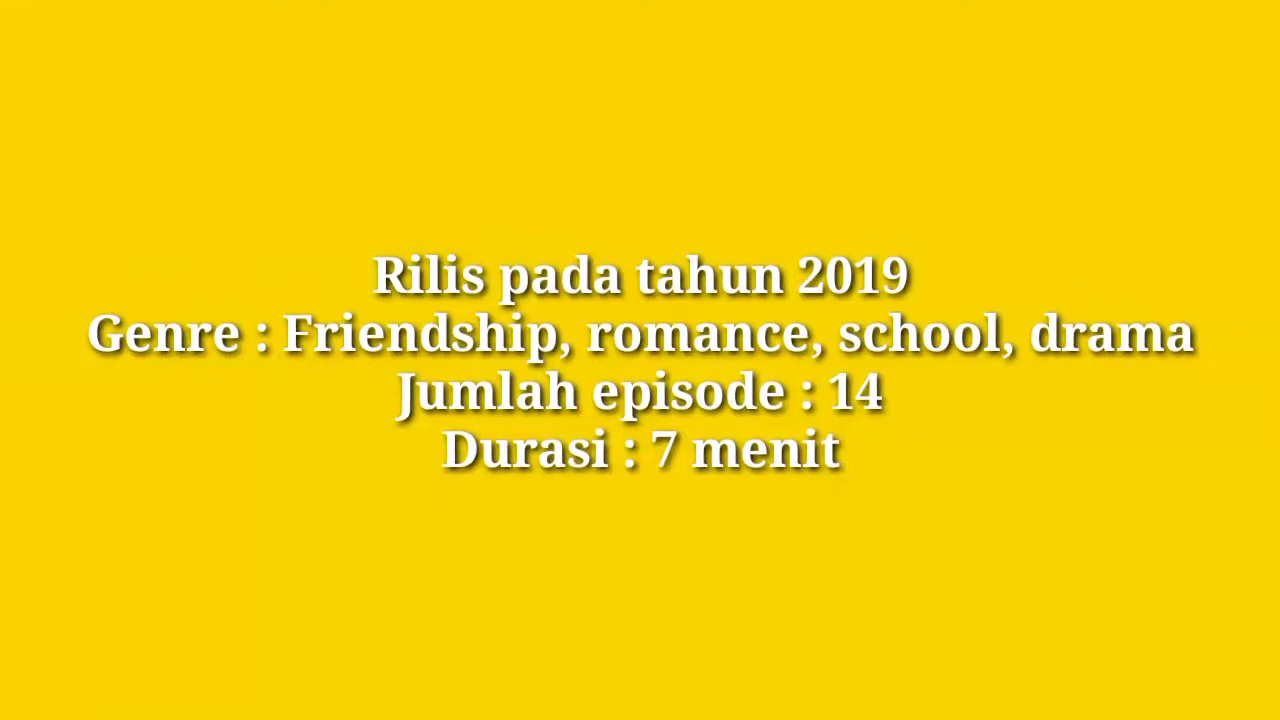 Rilis pada tahun 2019
Genre : Friendship, romance, school, drama
Jumlah episode : 14
Durasi : 7 menit